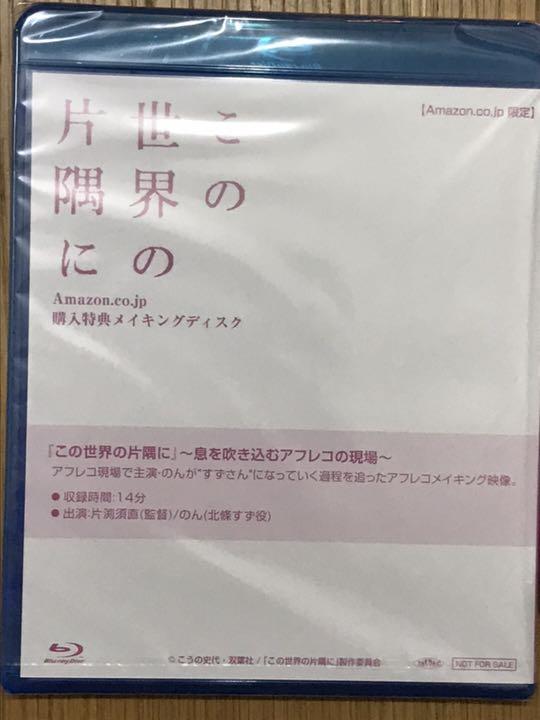 【Amazon.co.jp 限定】
この
世界の
片隅に
Amazon.co.jp
購入特典メイキングディスク
『この世界の片隅に』～息を吹き込むアフレコの現場～
アフレコ現場で主演・のんが"すずさん"になっていく過程を追ったアフレコメイキング映像。
● 収録時間:14分
● 出演:片渕須直(監督)/のん(北條すず役)
Blu-ray Disc
© こうの史代・双葉社 / 「この世界の片隅に」製作委員会
NOT FOR SALE